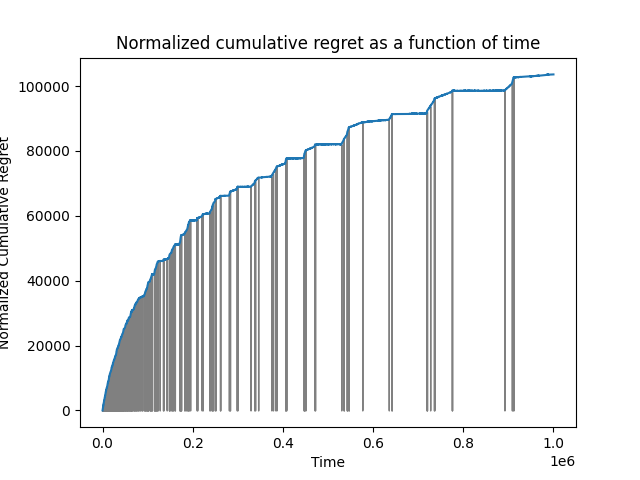 Normalized cumulative regret as a function of time
Normalized Cumulative Regret
100000
80000
60000
40000
20000
0
0.0 0.2 0.4 0.6 0.8 1.0
1e6
Time